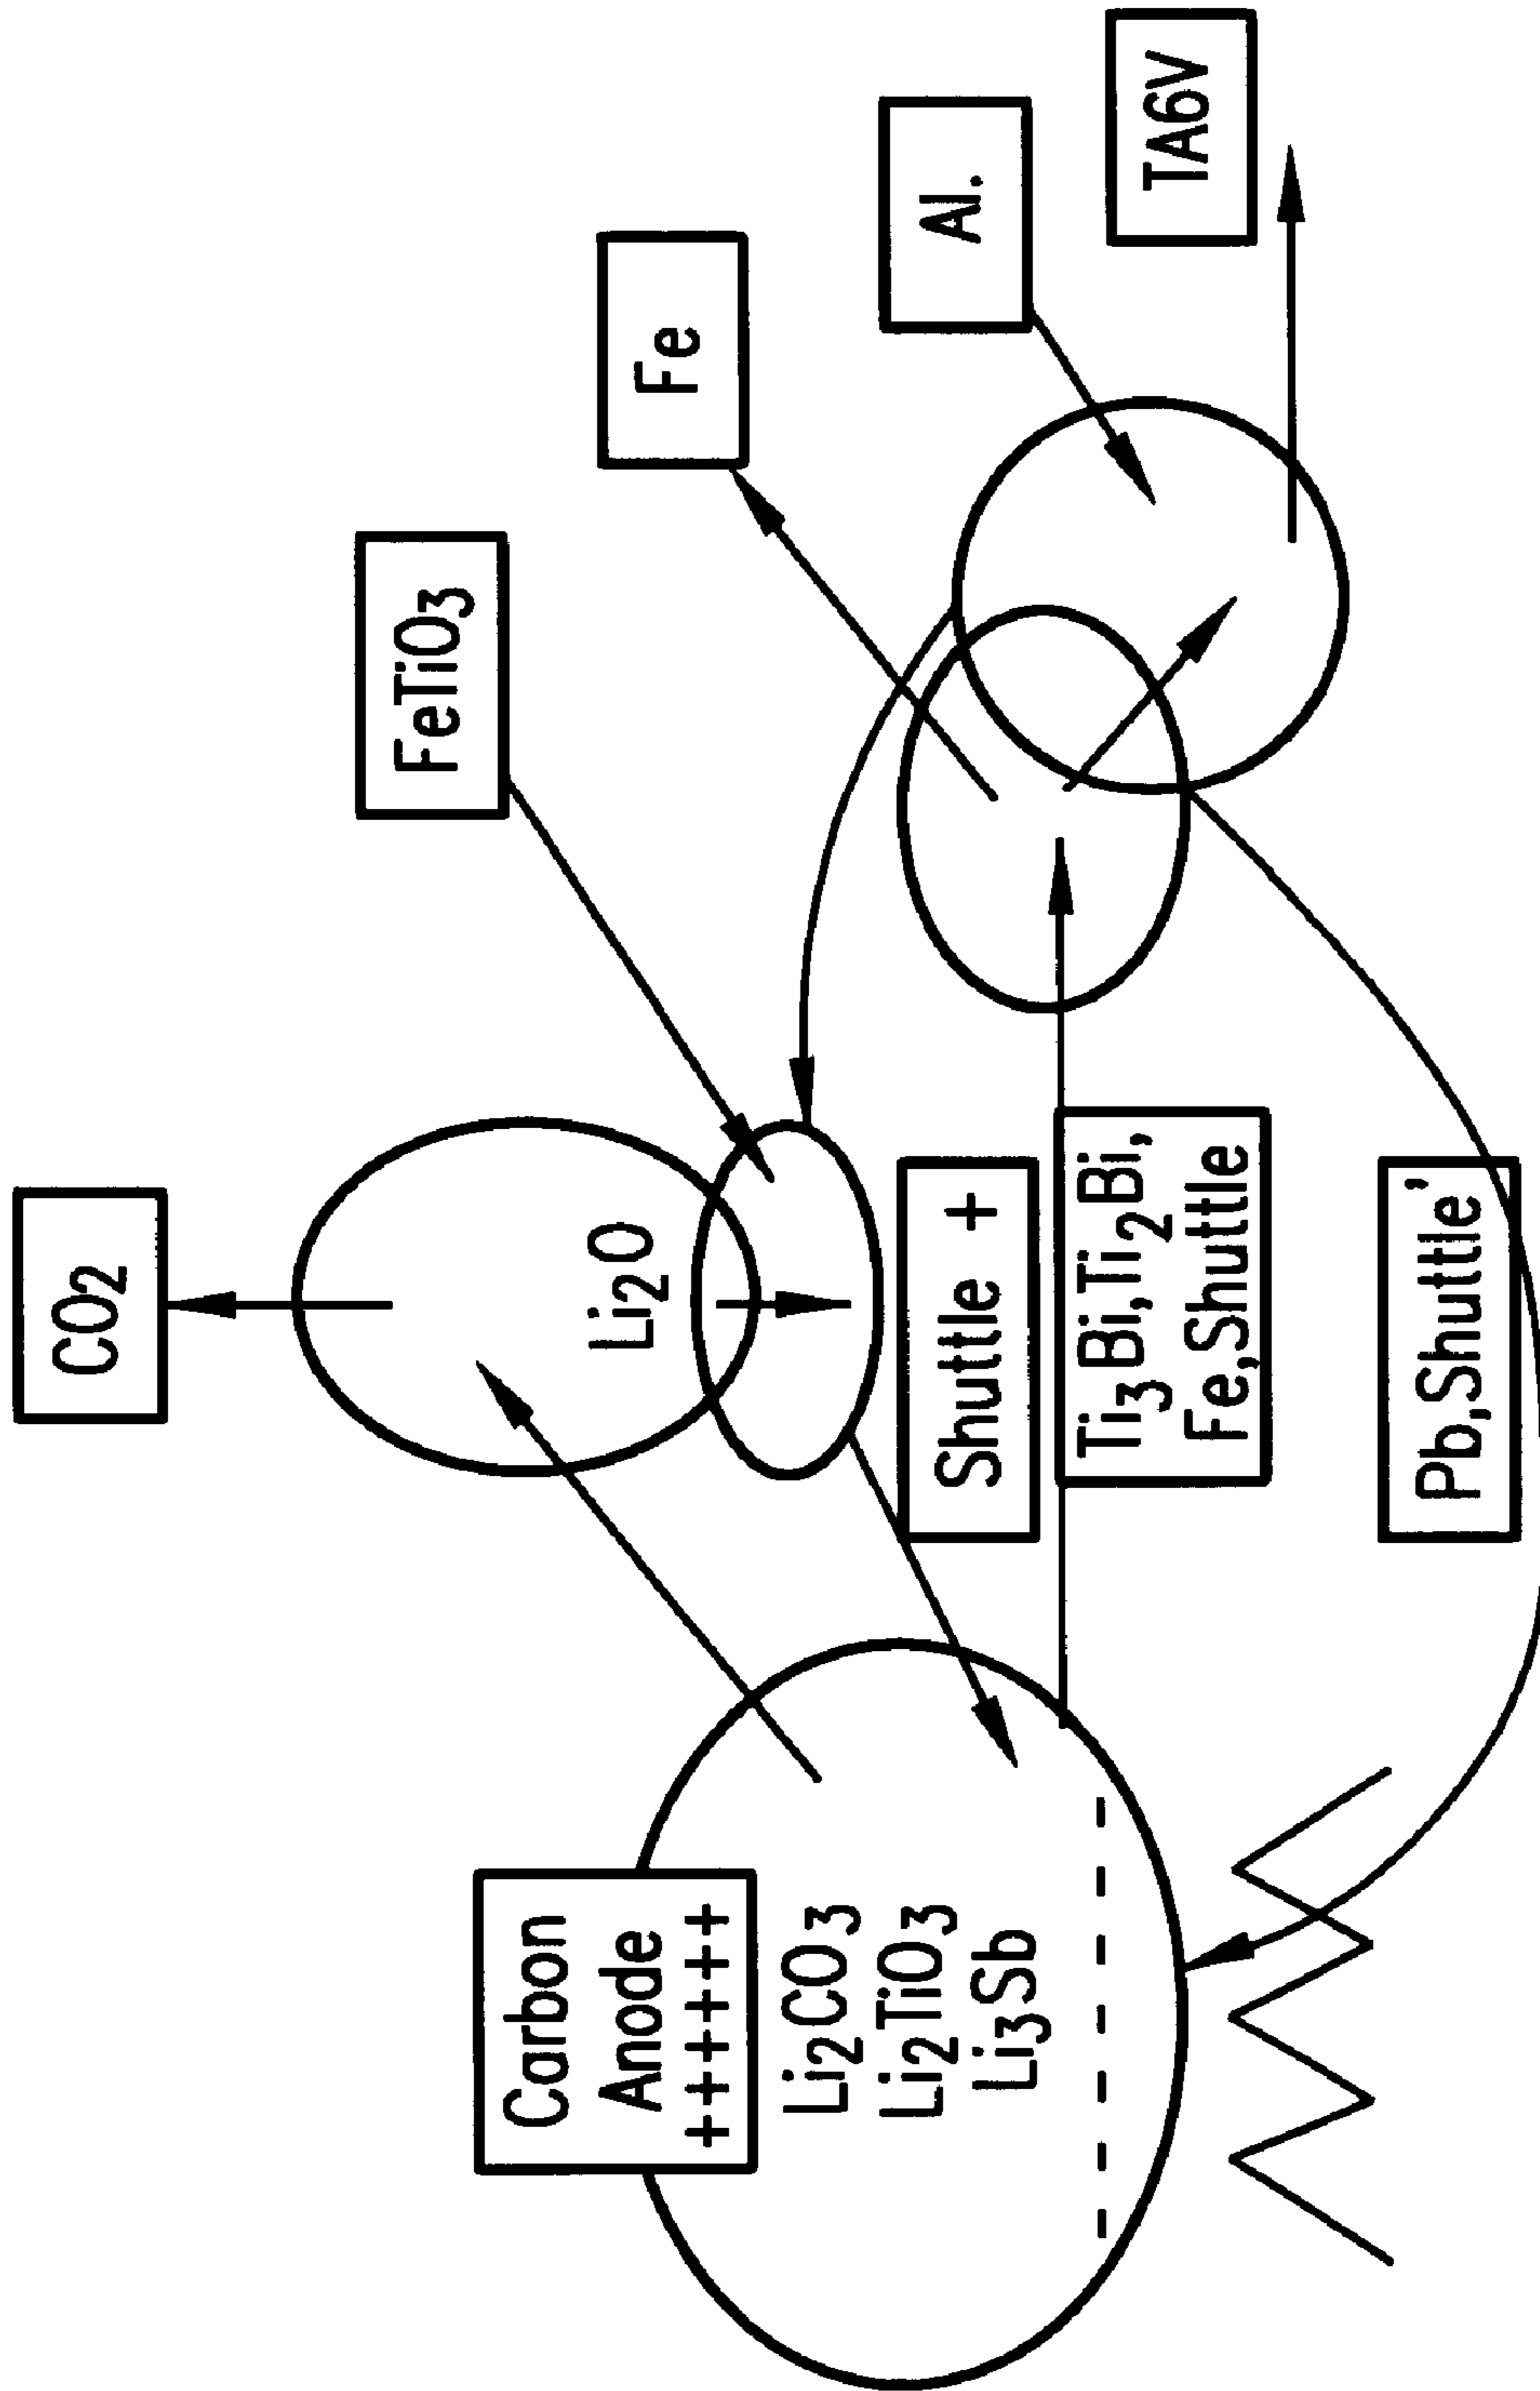 CO2
FeTiO3
Fe
Al.
TA6V
Li2O
Carbon
Anode
+++++++
Li2CO3
Li2TiO3
Li3Sb
Shuttle +
Ti3Bi,Ti2Bi,
Fe,Shuttle
Pb,Shuttle'